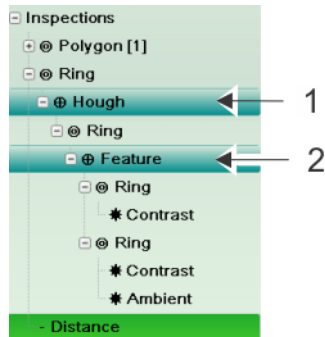 Inspections
Polygon [1]
Ring
Hough
1
Ring
Feature
2
Ring
Contrast
Ring
Contrast
Ambient
- Distance